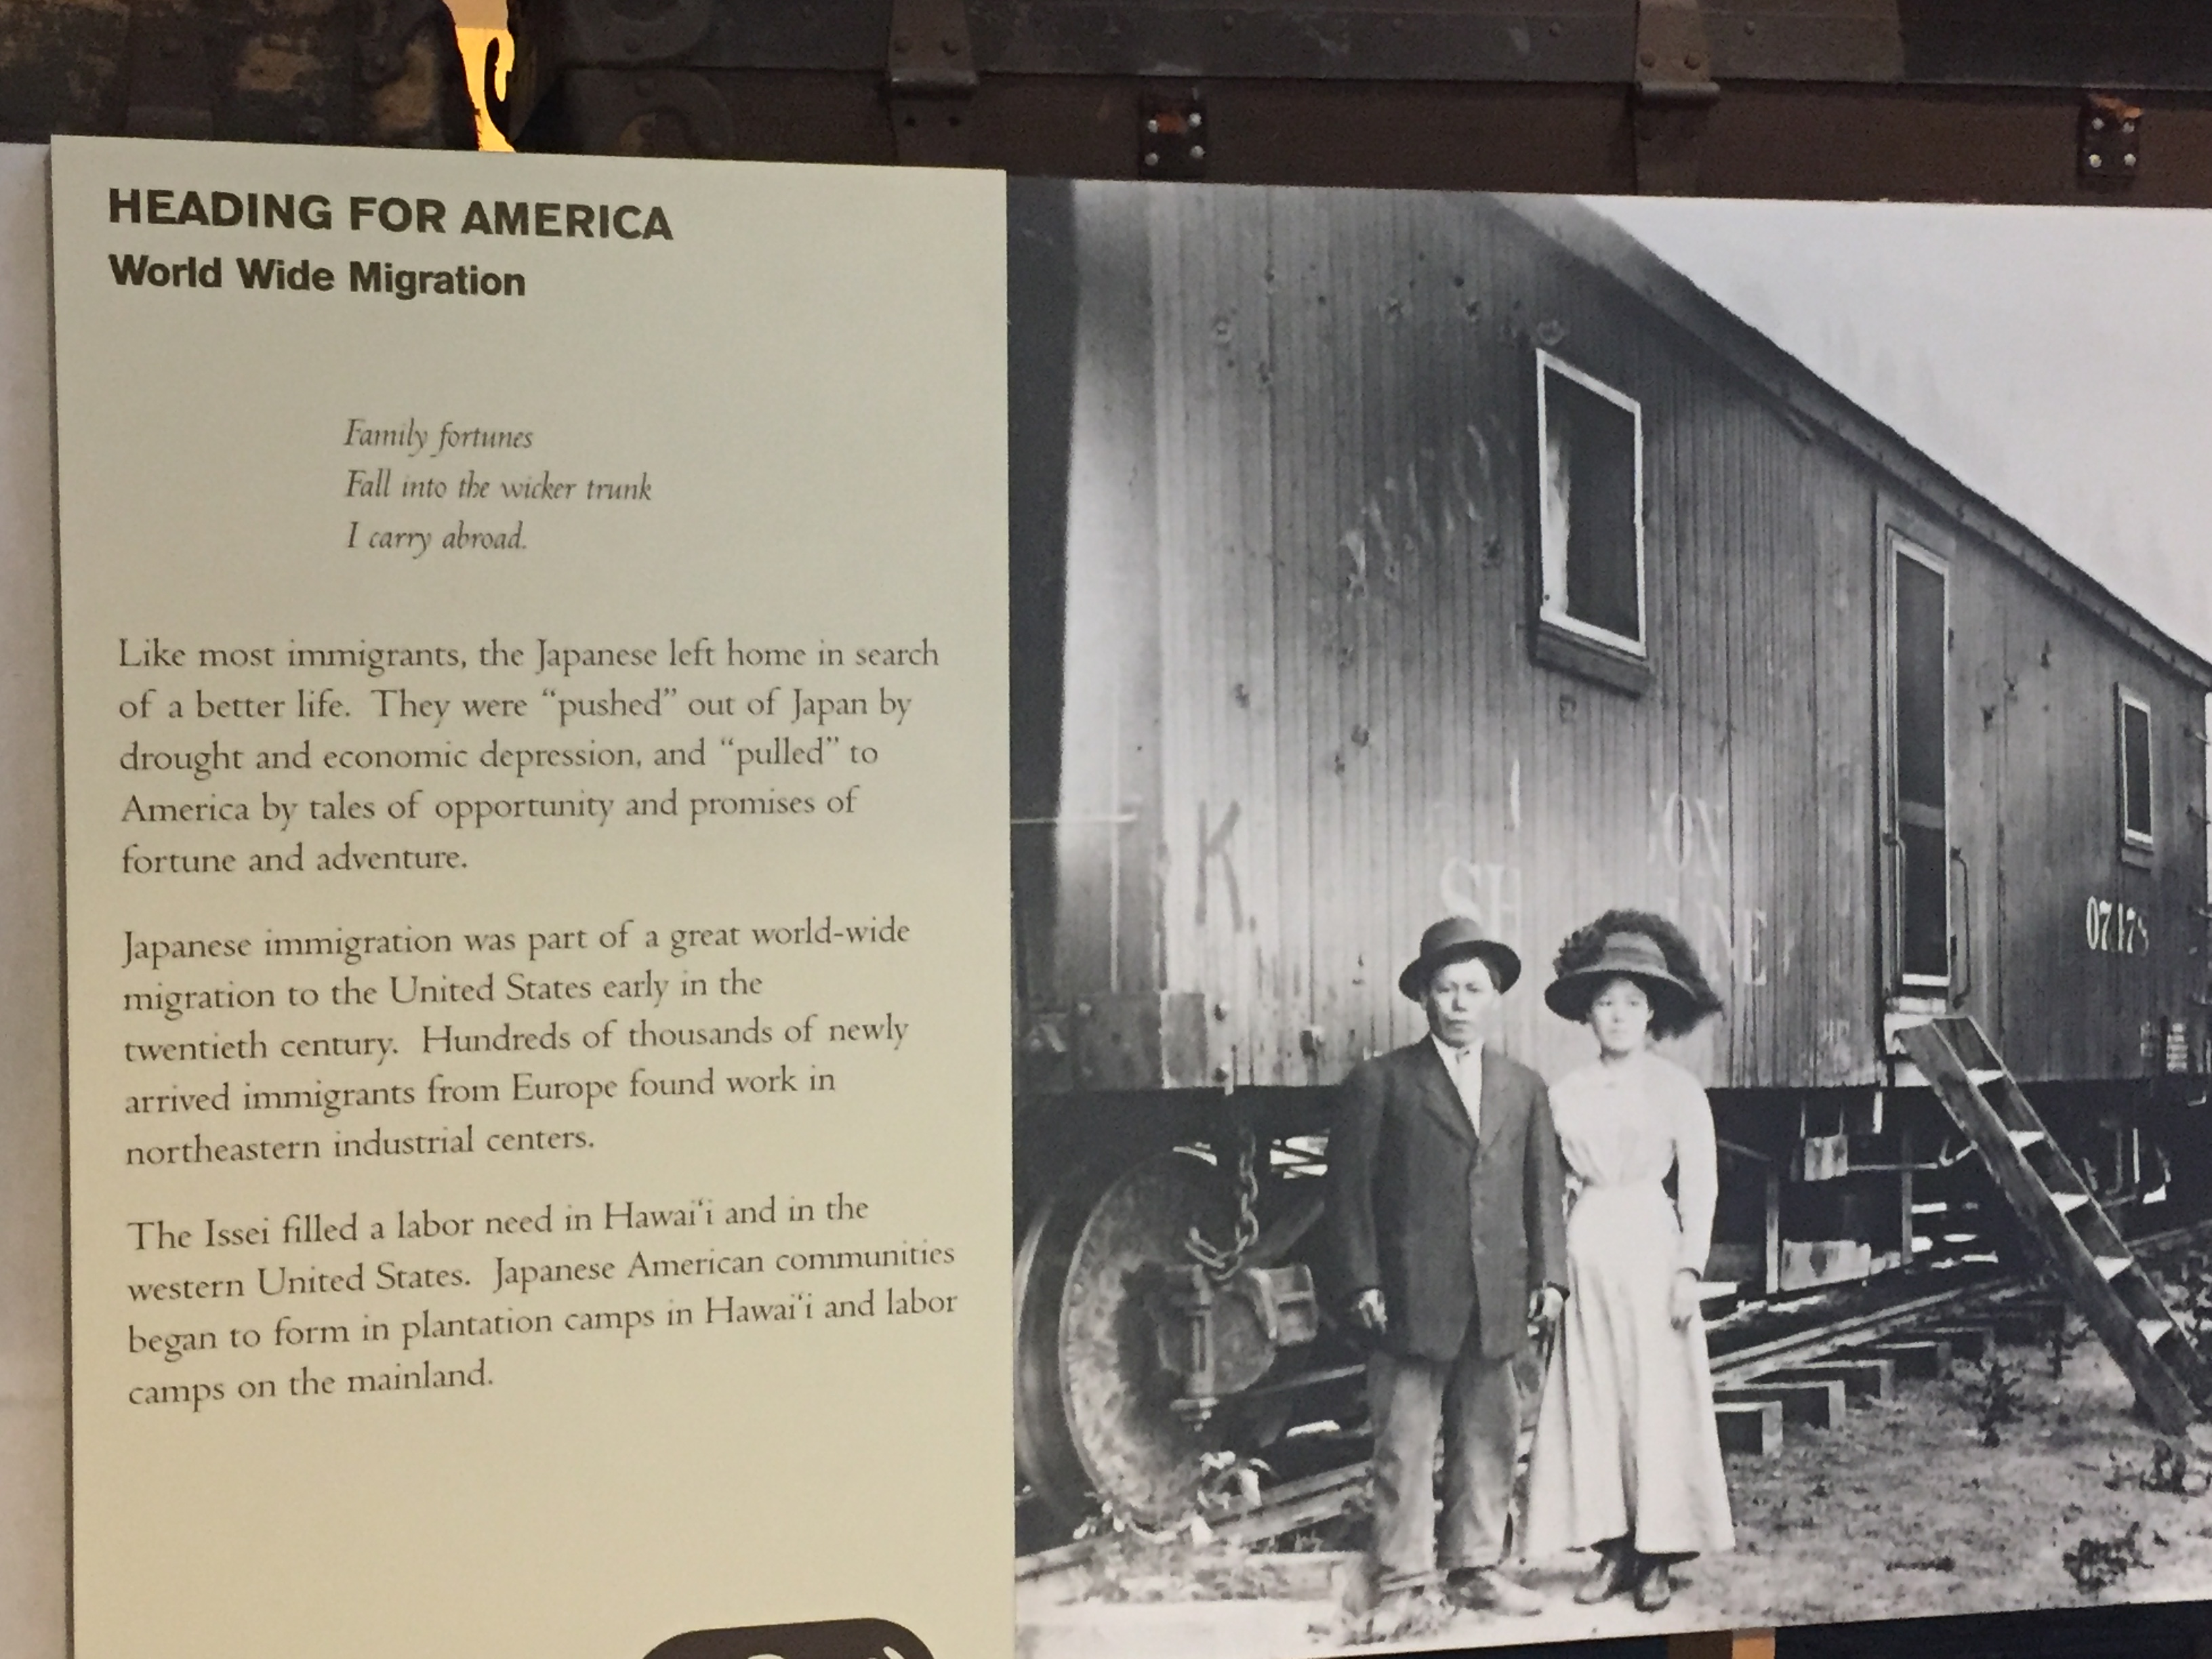 HEADING FOR AMERICA
World Wide Migration
Family fortunes
Fall into the wicker trunk
I carry abroad.
Like most immigrants, the Japanese left home in search
of a better life. They were “pushed” out of Japan by
drought and economic depression, and “pulled” to
America by tales of opportunity and promises of
fortune and adventure.
Japanese immigration was part of a great world-wide
migration to the United States early in the
twentieth century. Hundreds of thousands of newly
arrived immigrants from Europe found work in
northeastern industrial centers.
The Issei filled a labor need in Hawai‘i and in the
western United States. Japanese American communities
began to form in plantation camps in Hawai‘i and labor
camps on the mainland.
K
ON
SH
INE